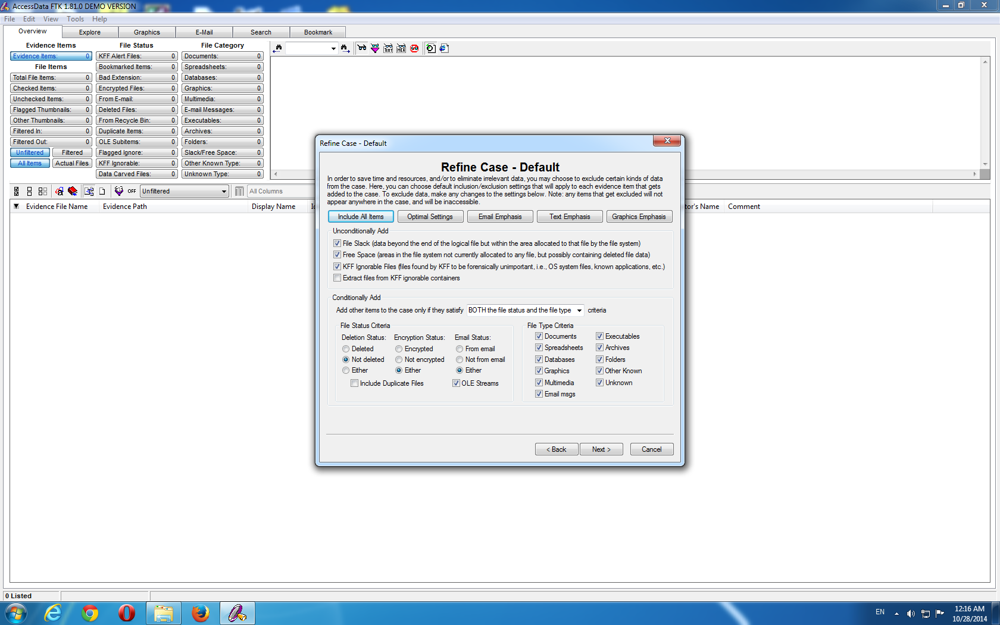 AccessData FTK 1.81.0 DEMO VERSION
File Edit View Tools Help
Overview Explore Graphics E-Mail Search Bookmark
Evidence Items File Status File Category
Evidence Items: 0 KFF Alert Files: 0 Documents: 0
File Items Bookmarked Items: 0 Spreadsheets: 0
Total File Items: 0 Bad Extension: 0 Databases: 0
Checked Items: 0 Encrypted Files: 0 Graphics: 0
Unchecked Items: 0 From E-mail: 0 Multimedia: 0
Flagged Thumbnails: 0 Deleted Files: 0 E-mail Messages: 0
Other Thumbnails: 0 From Recycle Bin: 0 Executables: 0
Filtered In: 0 Duplicate Items: 0 Archives: 0
Filtered Out: 0 OLE Subitems: 0 Folders: 0
Unfiltered Filtered Flagged Ignore: 0 Slack/Free Space: 0
All Items Actual Files KFF Ignorable: 0 Other Known Type: 0
Data Carved Files: 0 Unknown Type: 0
TEXT HEX
OFF Unfiltered All Columns
Evidence File Name Evidence Path Display Name tor's Name Comment
Refine Case - Default
Refine Case - Default
In order to save time and resources, and/or to eliminate irrelevant data, you may choose to exclude certain kinds of data
from the case. Here, you can choose default inclusion/exclusion settings that will apply to each evidence item that gets
added to the case. To exclude data, make any changes to the settings below. Note: any items that get excluded will not
appear anywhere in the case, and will be inaccessible.
Include All Items Optimal Settings Email Emphasis Text Emphasis Graphics Emphasis
Unconditionally Add
File Slack (data beyond the end of the logical file but within the area allocated to that file by the file system)
Free Space (areas in the file system not currently allocated to any file, but possibly containing deleted file data)
KFF Ignorable Files (files found by KFF to be forensically unimportant, i.e., OS system files, known applications, etc.)
Extract files from KFF ignorable containers
Conditionally Add
Add other items to the case only if they satisfy BOTH the file status and the file type criteria
File Status Criteria File Type Criteria
Deletion Status: Encryption Status: Email Status: Documents Executables
Deleted Encrypted From email Spreadsheets Archives
Not deleted Not encrypted Not from email Databases Folders
Either Either Either Graphics Other Known
Include Duplicate Files OLE Streams Multimedia Unknown
Email msgs
< Back Next > Cancel
0 Listed
EN 12:16 AM
10/28/2014